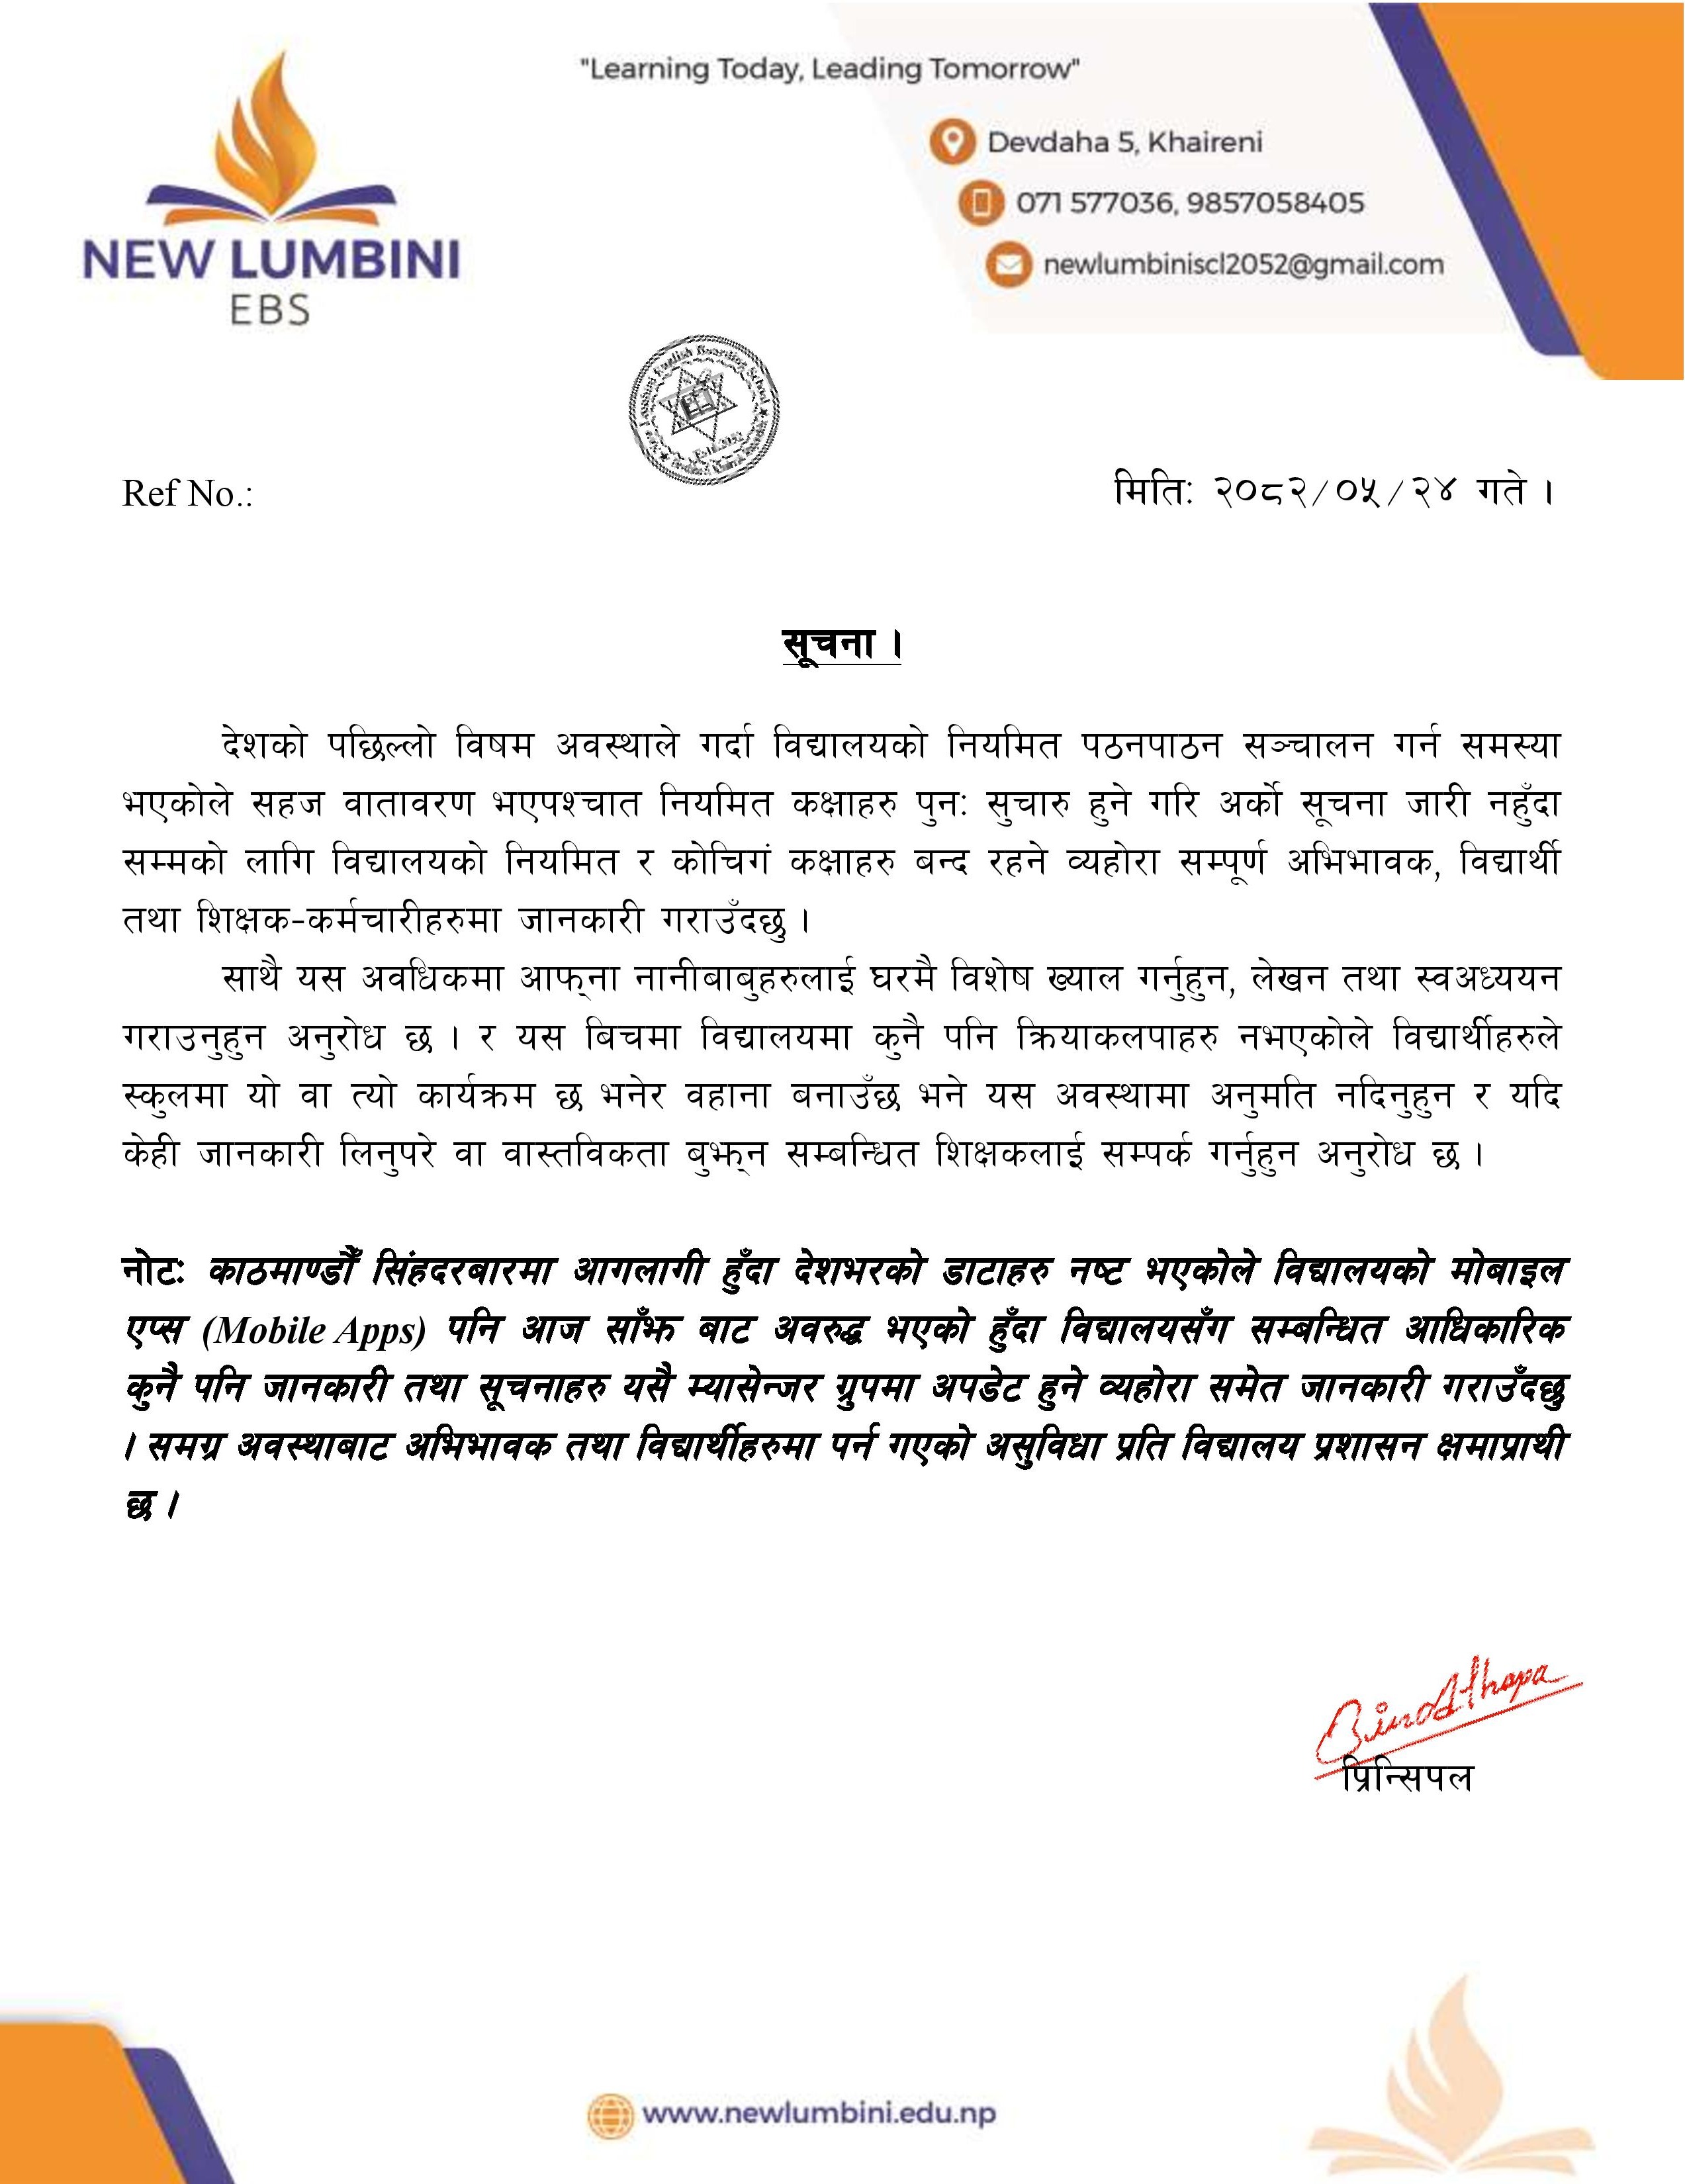 "Learning Today, Leading Tomorrow"
Devdaha 5, Khaireni
071 577036, 9857058405
newlumbiniscl2052@gmail.com
NEW LUMBINI
EBS
English Boarding School
Ref No.:
मितिः २०८२/०५/२४ गते ।
सूचना ।
देशको पछिल्लो विषम अवस्थाले गर्दा विद्यालयको नियमित पठनपाठन सञ्चालन गर्न समस्या
भएकोले सहज वातावरण भएपश्चात नियमित कक्षाहरु पुनः सुचारु हुने गरि अर्को सूचना जारी नहुँदा
सम्मको लागि विद्यालयको नियमित र कोचिगं कक्षाहरु बन्द रहने व्यहोरा सम्पूर्ण अभिभावक, विद्यार्थी
तथा शिक्षक-कर्मचारीहरुमा जानकारी गराउँदछु ।
साथै यस अवधिकमा आफ्‌ना नानीबाबुहरुलाई घरमै विशेष ख्याल गर्नुहुन, लेखन तथा स्वअध्ययन
गराउनुहुन अनुरोध छ । र यस बिचमा विद्यालयमा कुनै पनि क्रियाकलपाहरु नभएकोले विद्यार्थीहरुले
स्कुलमा यो वा त्यो कार्यक्रम छ भनेर वहाना बनाउँछ भने यस अवस्थामा अनुमति नदिनुहुन र यदि
केही जानकारी लिनुपरे वा वास्तविकता बुझ्‌न सम्बन्धित शिक्षकलाई सम्पर्क गर्नुहुन अनुरोध छ ।
नोटः काठमाण्डौँ सिंहदरबारमा आगलागी हुँदा देशभरको डाटाहरु नष्ट भएकोले विद्यालयको मोबाइल
एप्स (Mobile Apps) पनि आज साँझ बाट अवरुद्ध भएको हुँदा विद्यालयसँग सम्बन्धित आधिकारिक
कुनै पनि जानकारी तथा सूचनाहरु यसै म्यासेन्जर ग्रुपमा अपडेट हुने व्यहोरा समेत जानकारी गराउँदछु
। समग्र अवस्थाबाट अभिभावक तथा विद्यार्थीहरुमा पर्न गएको असुविधा प्रति विद्यालय प्रशासन क्षमाप्राथी
छ ।
प्रिन्सिपल
www.newlumbini.edu.np